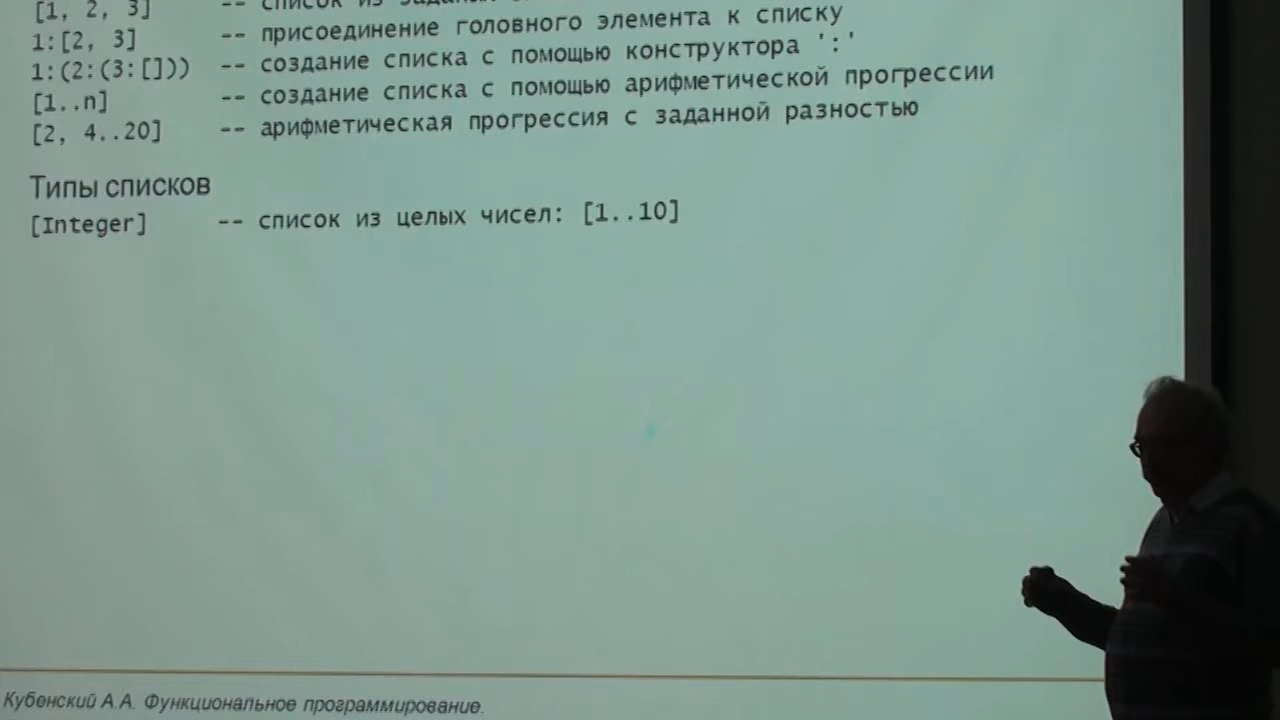 [1, 2, 3] -- список из
1:[2, 3] -- присоединение головного элемента к списку
1:(2:(3:[])) -- создание списка с помощью конструктора ':'
[1..n] -- создание списка с помощью арифметической прогрессии
[2, 4..20] -- арифметическая прогрессия с заданной разностью
Типы списков
[Integer] -- список из целых чисел: [1..10]
Кубенский А.А. Функциональное программирование.